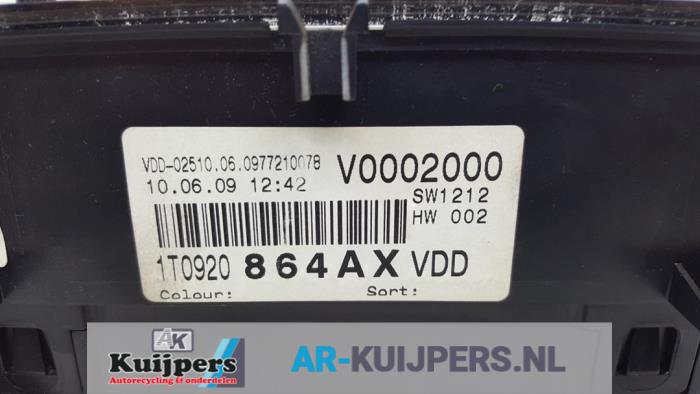 VDD-02510.06.0977210078
V0002000
10.06.09 12:42
SW1212
HW 002
1T0920 864AX VDD
Colour:
Sort:
AK
Kuijpers
Autorecycling & onderdelen
AR-KUIJPERS.NL